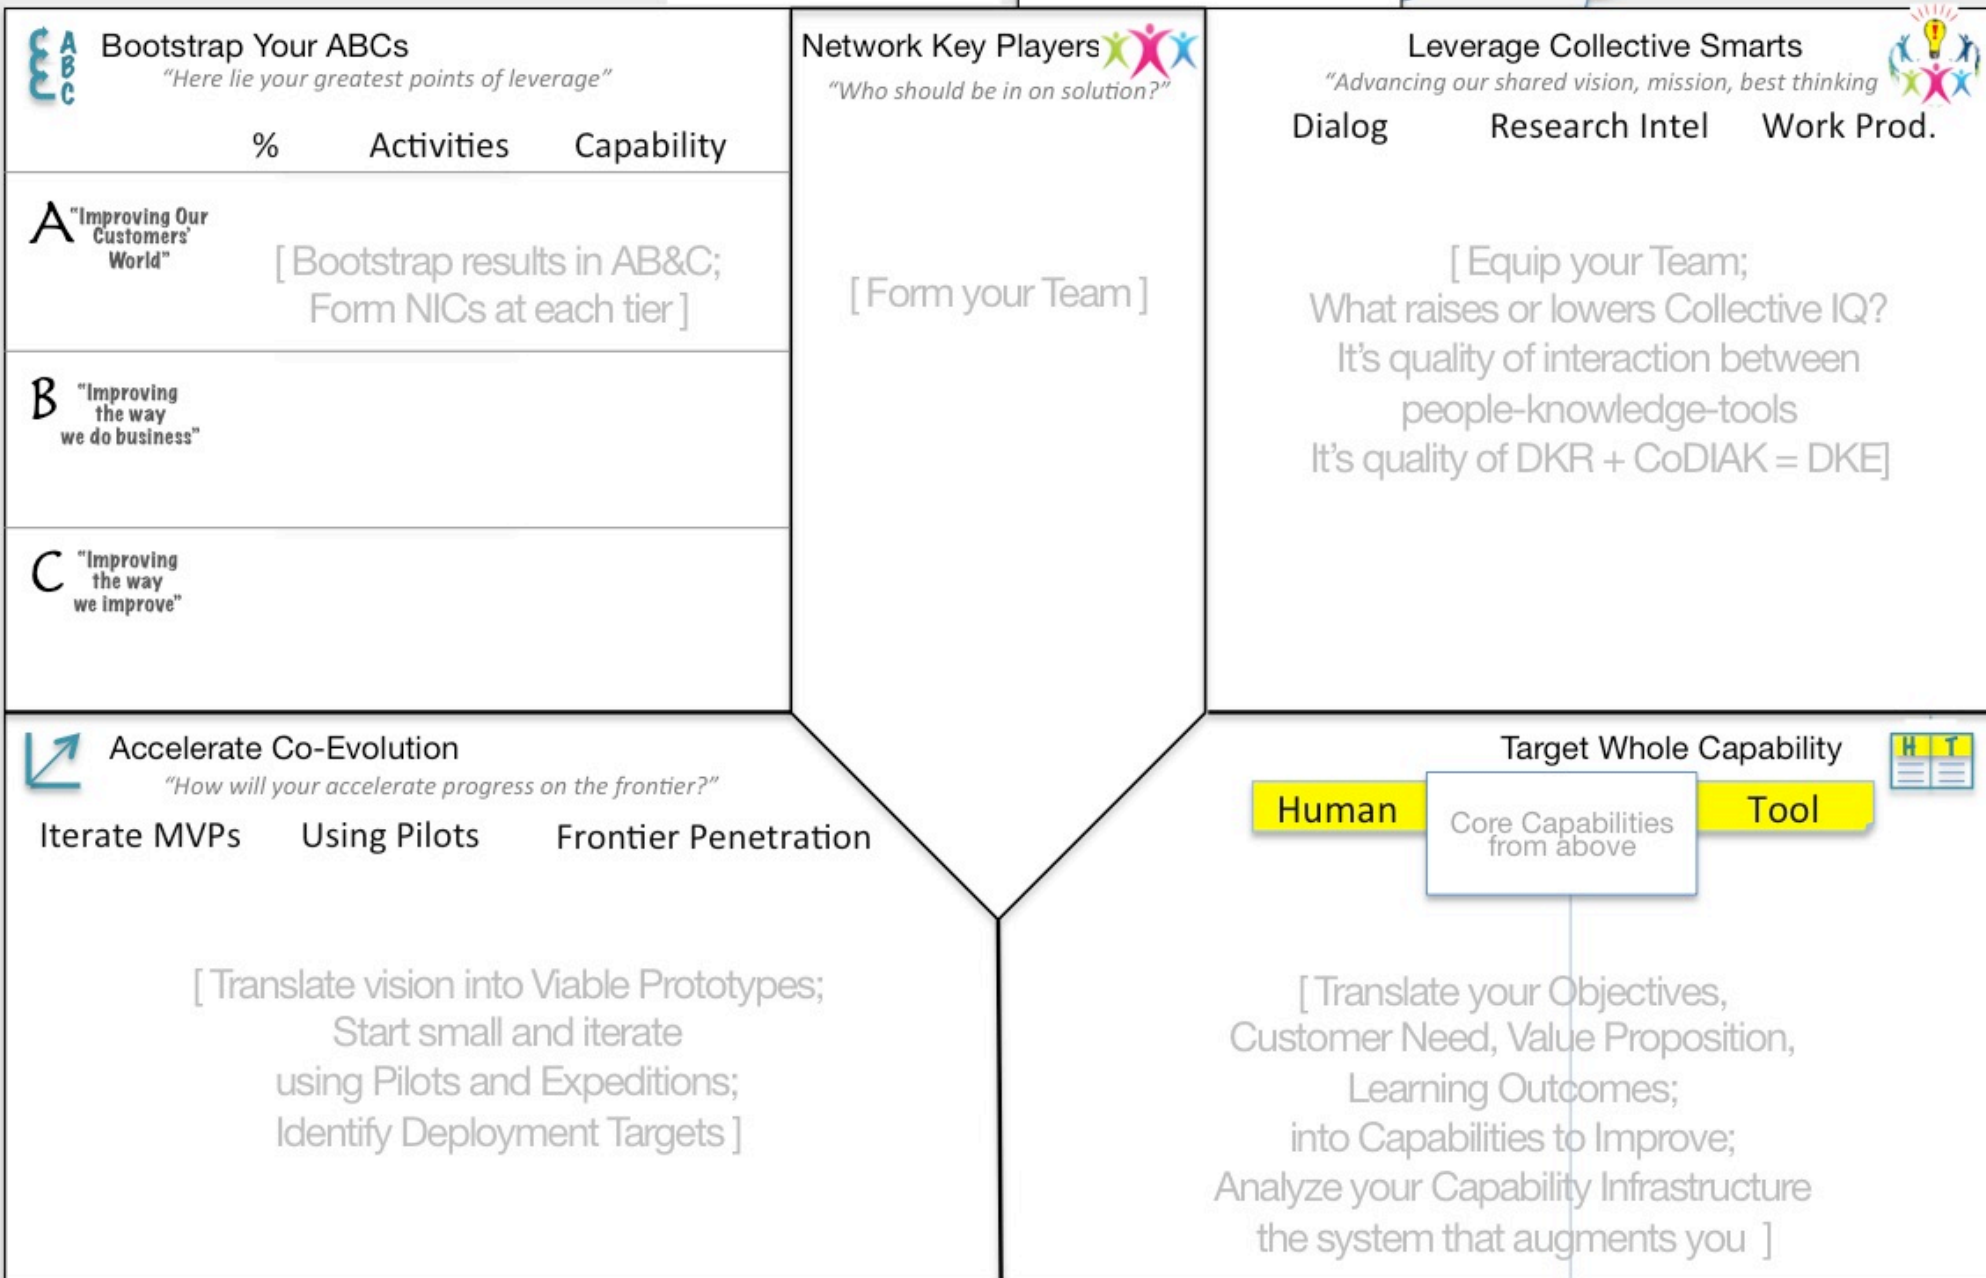 A
B
C
Bootstrap Your ABCs
“Here lie your greatest points of leverage”
% Activities Capability
A "Improving Our
Customers'
World"
[ Bootstrap results in AB&C;
Form NICs at each tier ]
B "Improving
the way
we do business"
C "Improving
the way
we improve"
Network Key Players
“Who should be in on solution?”
[ Form your Team ]
Leverage Collective Smarts
“Advancing our shared vision, mission, best thinking
Dialog Research Intel Work Prod.
[ Equip your Team;
What raises or lowers Collective IQ?
It’s quality of interaction between
people-knowledge-tools
It’s quality of DKR + CoDIAK = DKE]
Accelerate Co-Evolution
“How will your accelerate progress on the frontier?”
Iterate MVPs Using Pilots Frontier Penetration
[ Translate vision into Viable Prototypes;
Start small and iterate
using Pilots and Expeditions;
Identify Deployment Targets ]
Target Whole Capability
H T
Human Tool
Core Capabilities
from above
[ Translate your Objectives,
Customer Need, Value Proposition,
Learning Outcomes;
into Capabilities to Improve;
Analyze your Capability Infrastructure
the system that augments you ]